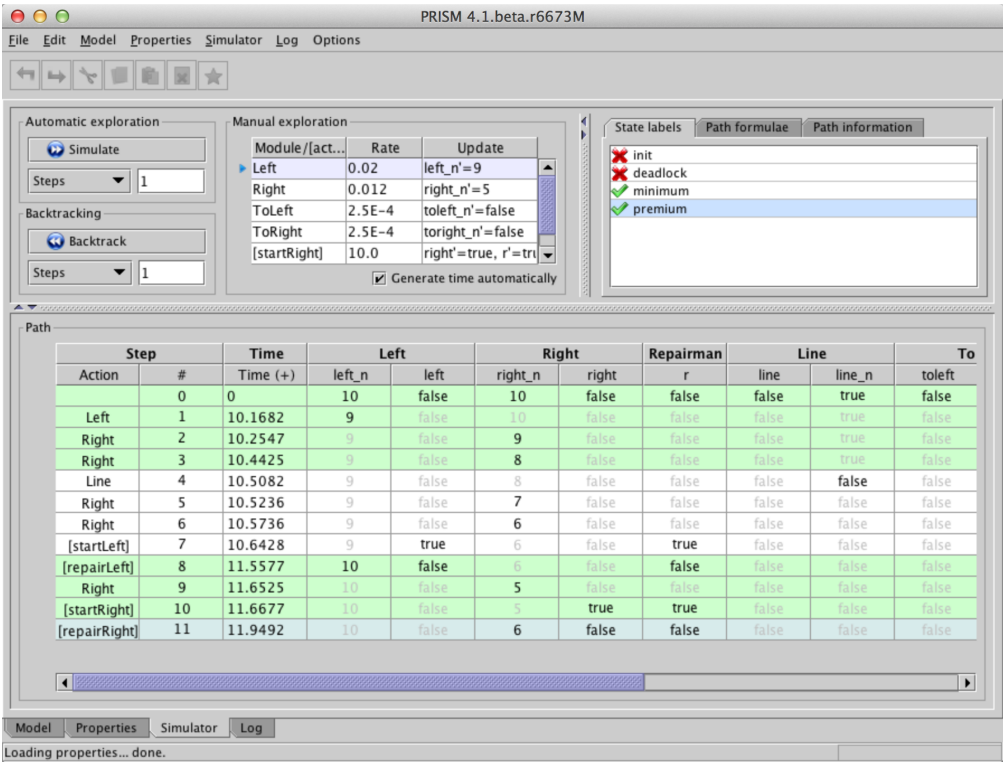 PRISM 4.1.beta.r6673M
File Edit Model Properties Simulator Log Options
Automatic exploration
Simulate
Steps 1
Backtracking
Backtrack
Steps 1
Manual exploration
Module/[act... Rate Update
Left 0.02 left_n'=9
Right 0.012 right_n'=5
ToLeft 2.5E-4 toleft_n'=false
ToRight 2.5E-4 toright_n'=false
[startRight] 10.0 right'=true, r'=tru
Generate time automatically
State labels Path formulae Path information
init
deadlock
minimum
premium
Path
Step Time Left Right Repairman Line To
Action # Time (+) left_n left right_n right r line line_n toleft
0 0 10 false 10 false false false true false
Left 1 10.1682 9 false 10 false false false true false
Right 2 10.2547 9 false 9 false false false true false
Right 3 10.4425 9 false 8 false false false true false
Line 4 10.5082 9 false 8 false false false false false
Right 5 10.5236 9 false 7 false false false false false
Right 6 10.5736 9 false 6 false false false false false
[startLeft] 7 10.6428 9 true 6 false true false false false
[repairLeft] 8 11.5577 10 false 6 false false false false false
Right 9 11.6525 10 false 5 false false false false false
[startRight] 10 11.6677 10 false 5 true true false false false
[repairRight] 11 11.9492 10 false 6 false false false false false
Model Properties Simulator Log
Loading properties... done.